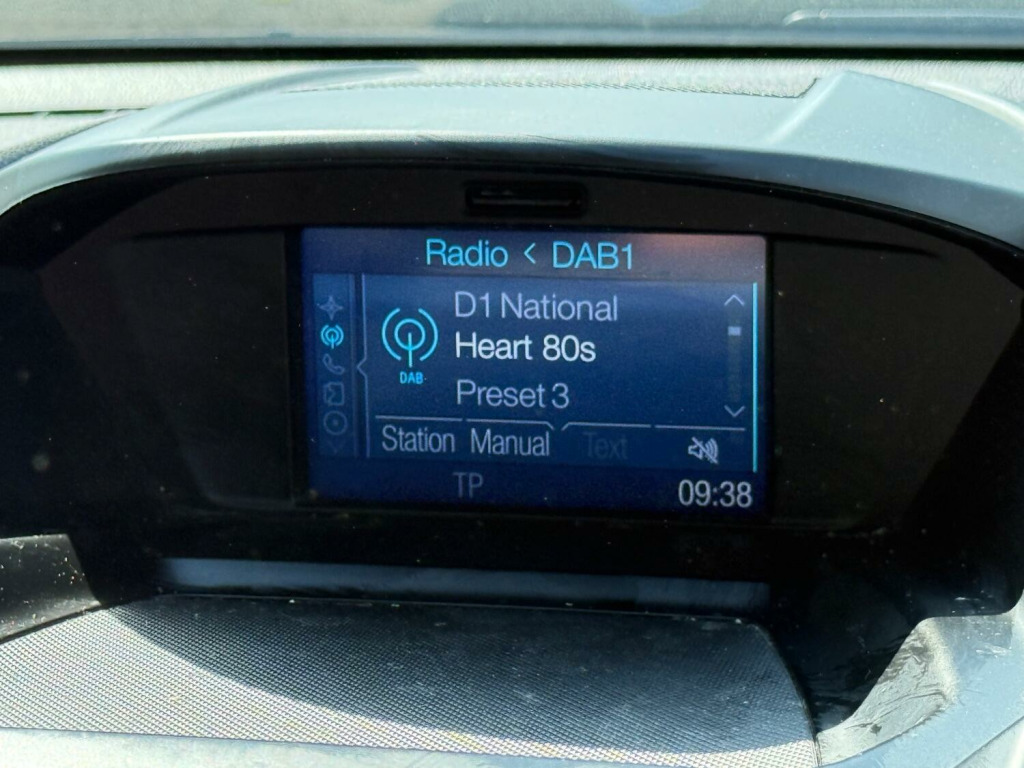 Radio < DAB1
D1 National
Heart 80s
DAB
Preset 3
Station Manual Text
TP
09:38